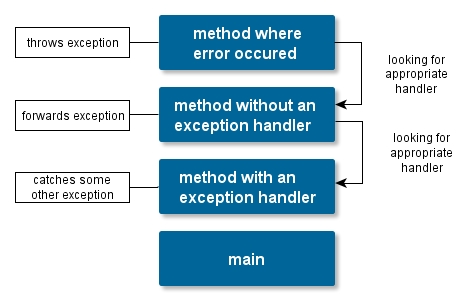 throws exception
method where
error occured
looking for
appropriate
handler
forwards exception
method without an
exception handler
looking for
appropriate
handler
catches some
other exception
method with an
exception handler
main